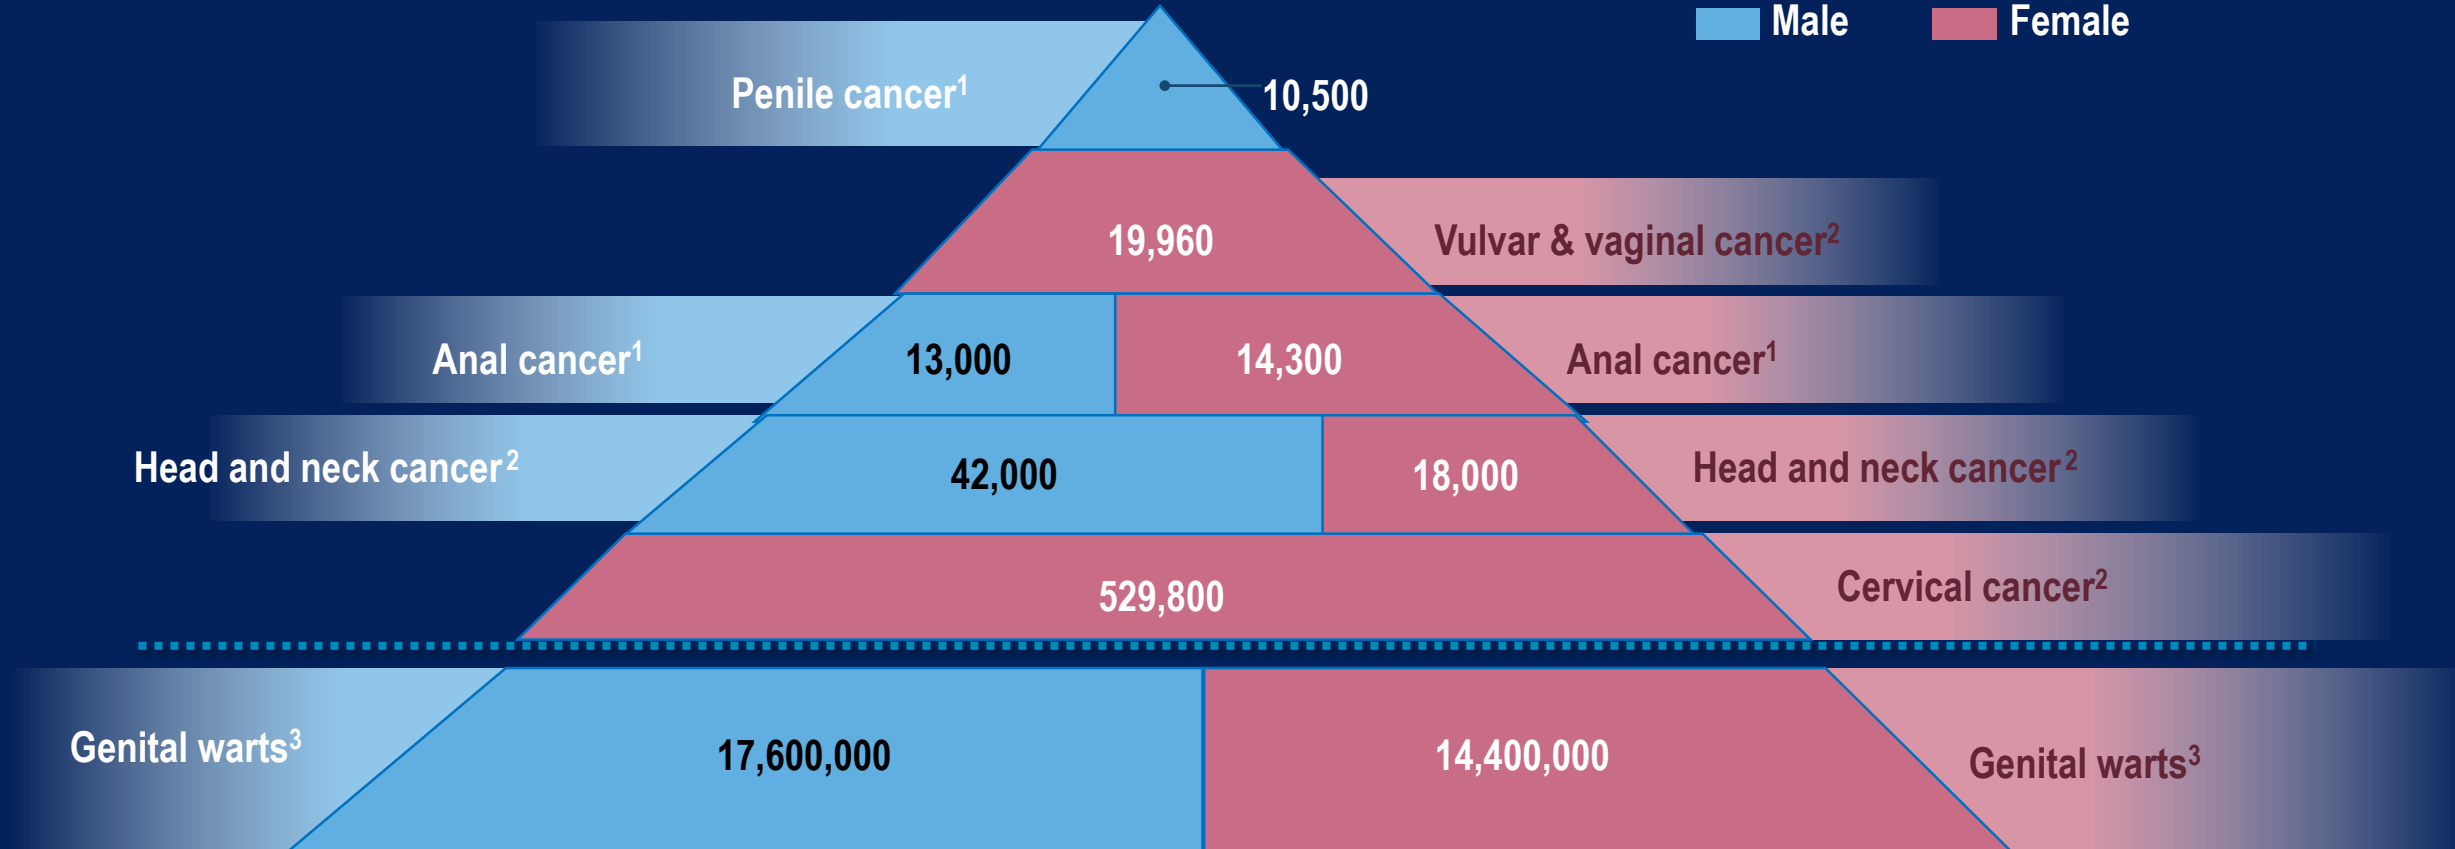 Male Female
Penile cancer1 10,500
19,960 Vulvar & vaginal cancer2
Anal cancer1 13,000 14,300 Anal cancer1
Head and neck cancer2 42,000 18,000 Head and neck cancer2
529,800 Cervical cancer2
Genital warts3 17,600,000 14,400,000 Genital warts3